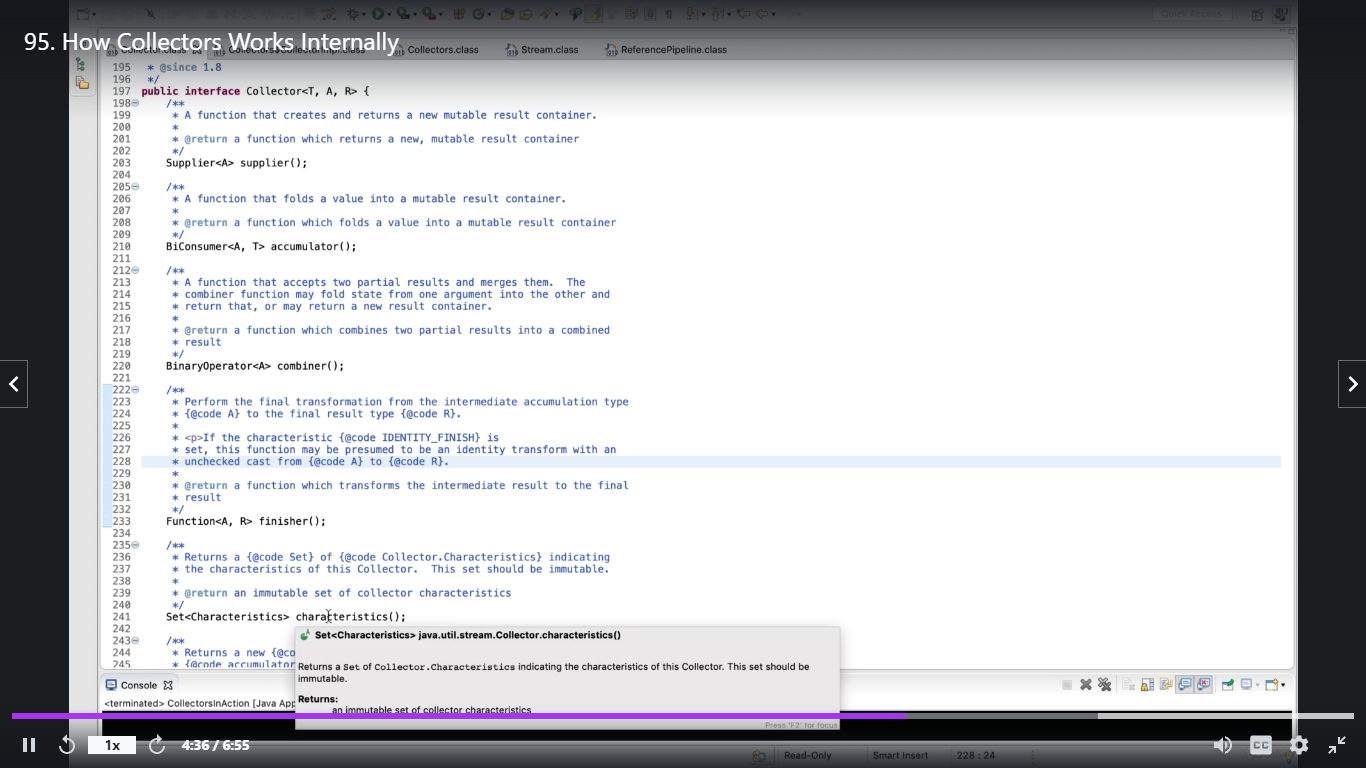 Quick Access
95. How Collectors Works Internally
Collectors.class
Stream.class
ReferencePipeline.class
195 * @since 1.8
196 */
197 public interface Collector<T, A, R> {
198 /**
199 * A function that creates and returns a new mutable result container.
200 *
201 * @return a function which returns a new, mutable result container
202 */
203 Supplier<A> supplier();
204
205 /**
206 * A function that folds a value into a mutable result container.
207 *
208 * @return a function which folds a value into a mutable result container
209 */
210 BiConsumer<A, T> accumulator();
211
212 /**
213 * A function that accepts two partial results and merges them.  The
214 * combiner function may fold state from one argument into the other and
215 * return that, or may return a new result container.
216 *
217 * @return a function which combines two partial results into a combined
218 * result
219 */
220 BinaryOperator<A> combiner();
221
222 /**
223 * Perform the final transformation from the intermediate accumulation type
224 * {@code A} to the final result type {@code R}.
225 *
226 * <p>If the characteristic {@code IDENTITY_FINISH} is
227 * set, this function may be presumed to be an identity transform with an
228 * unchecked cast from {@code A} to {@code R}.
229 *
230 * @return a function which transforms the intermediate result to the final
231 * result
232 */
233 Function<A, R> finisher();
234
235 /**
236 * Returns a {@code Set} of {@code Collector.Characteristics} indicating
237 * the characteristics of this Collector.  This set should be immutable.
238 *
239 * @return an immutable set of collector characteristics
240 */
241 Set<Characteristics> characteristics();
242
243 /**
244 * Returns a new {@co
245 * {@code accumulator
Set<Characteristics> java.util.stream.Collector.characteristics()
Returns a Set of Collector.Characteristics indicating the characteristics of this Collector. This set should be
immutable.
Returns:
an immutable set of collector characteristics
Press 'F2' for focus
Console
<terminated> CollectorsInAction [Java App
1x 4:36 / 6:55 CC
Read-Only Smart Insert 228 : 24